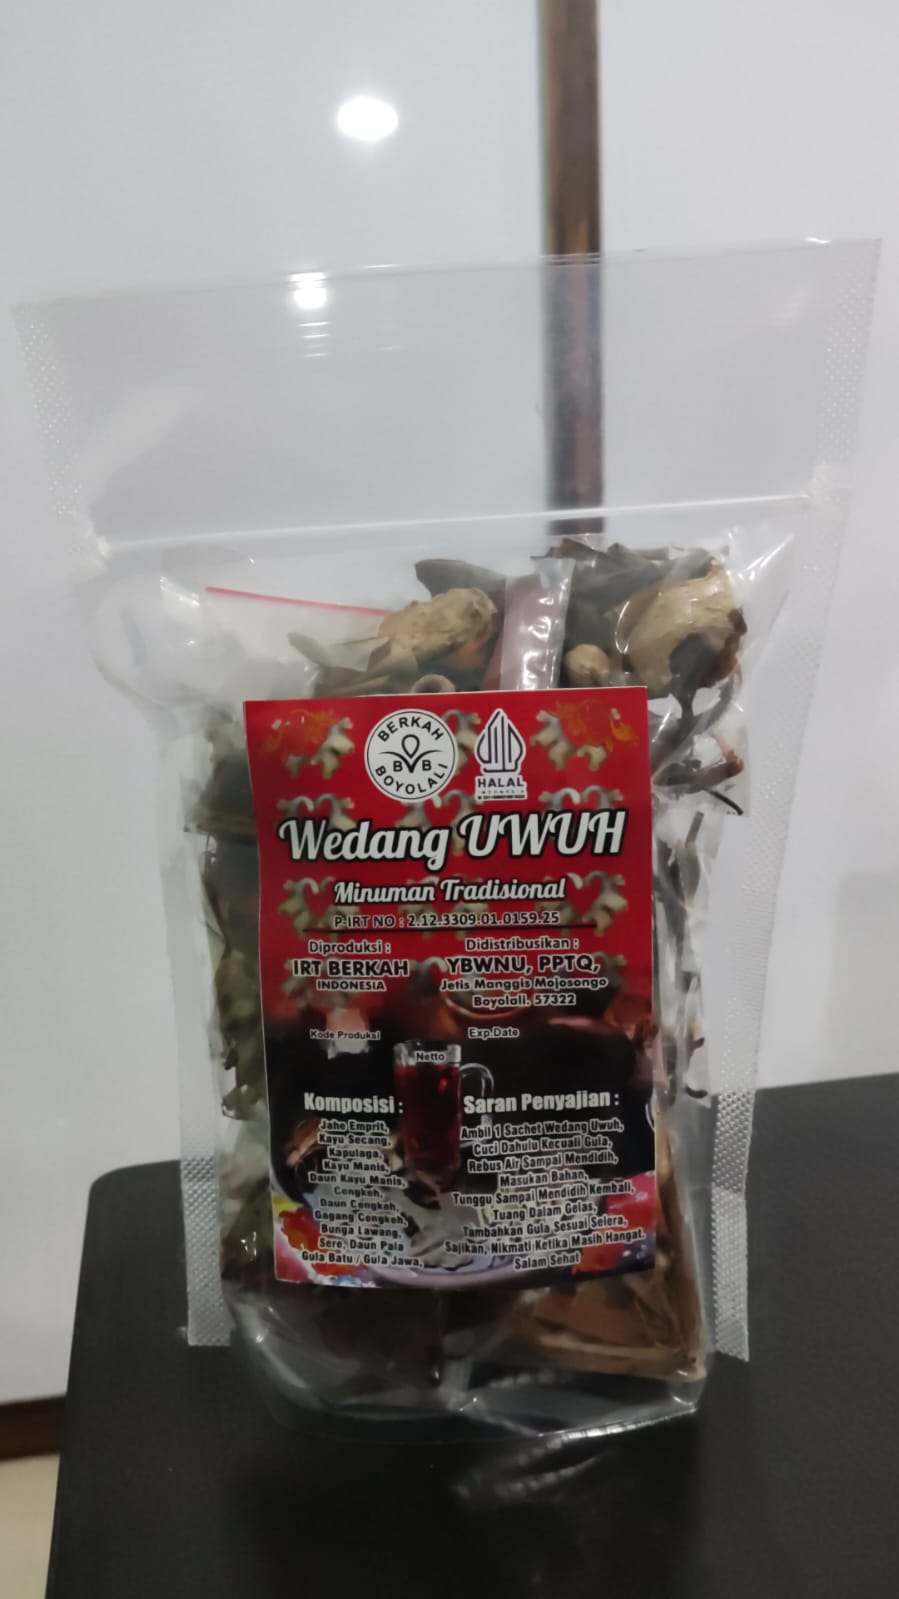 BERKAH
BVB
BOYOLALI
HALAL
INDONESIA
Wedang UWUH
Minuman Tradisional
P-IRT NO : 2.12.3309.01.0159.25
Diproduksi :
IRT BERKAH
INDONESIA
Didistribusikan :
YBWNU, PPTQ,
Jetis Manggis Mojosongo
Boyolali. 57322
Kode Produksi
Exp.Date
Netto
Komposisi :
Jahe Emprit,
Kayu Secang,
Kapulaga,
Kayu Manis,
Daun Kayu Manis,
Cengkeh,
Daun Cengkeh,
Gagang Cengkeh,
Bunga Lawang,
Sere, Daun Pala
Gula Batu / Gula Jawa,
Saran Penyajian :
Ambil 1 Sachet Wedang Uwuh,
Cuci Dahulu Kecuali Gula,
Rebus Air Sampai Mendidih,
Masukan Bahan,
Tunggu Sampai Mendidih Kembali,
Tuang Dalam Gelas,
Tambahkan Gula Sesuai Selera,
Sajikan, Nikmati Ketika Masih Hangat.
Salam Sehat